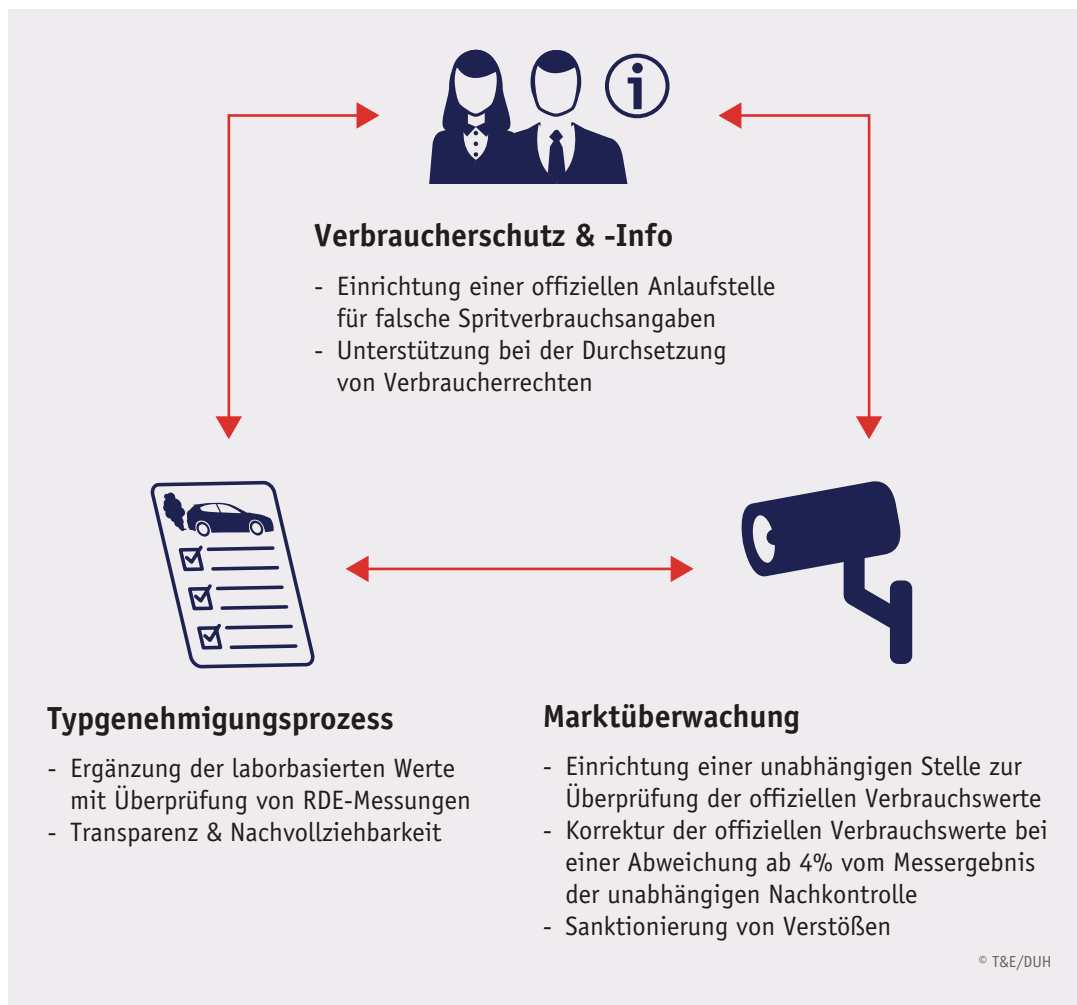 Verbraucherschutz & -Info
- Einrichtung einer offiziellen Anlaufstelle
für falsche Spritverbrauchsangaben
- Unterstützung bei der Durchsetzung
von Verbraucherrechten
Typgenehmigungsprozess
- Ergänzung der laborbasierten Werte
mit Überprüfung von RDE-Messungen
- Transparenz & Nachvollziehbarkeit
Marktüberwachung
- Einrichtung einer unabhängigen Stelle zur
Überprüfung der offiziellen Verbrauchswerte
- Korrektur der offiziellen Verbrauchswerte bei
einer Abweichung ab 4% vom Messergebnis
der unabhängigen Nachkontrolle
- Sanktionierung von Verstößen
© T&E/DUH